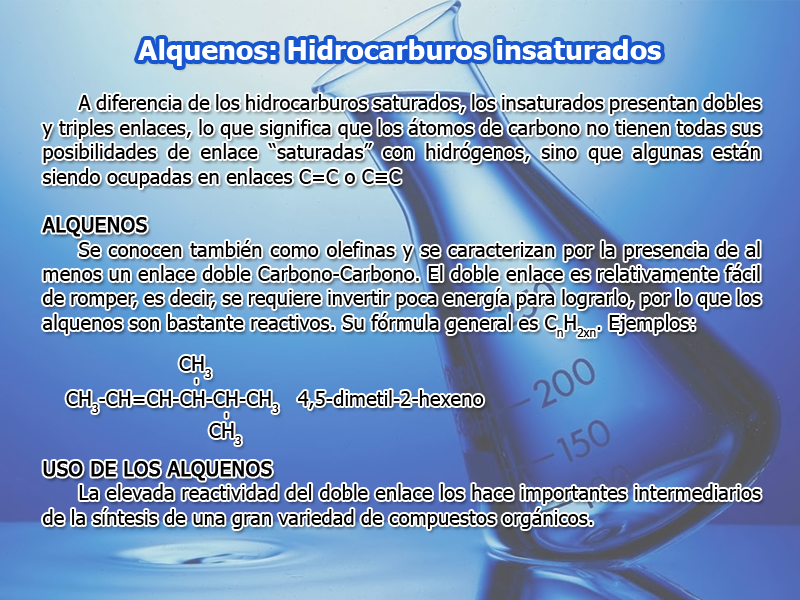 Alquenos: Hidrocarburos insaturados
A diferencia de los hidrocarburos saturados, los insaturados presentan dobles
y triples enlaces, lo que significa que los átomos de carbono no tienen todas sus
posibilidades de enlace “saturadas” con hidrógenos, sino que algunas están
siendo ocupadas en enlaces C=C o C≡C
ALQUENOS
Se conocen también como olefinas y se caracterizan por la presencia de al
menos un enlace doble Carbono-Carbono. El doble enlace es relativamente fácil
de romper, es decir, se requiere invertir poca energía para lograrlo, por lo que los
alquenos son bastante reactivos. Su fórmula general es CnH2xn. Ejemplos:
CH3
CH3-CH=CH-CH-CH-CH3 4,5-dimetil-2-hexeno
CH3
USO DE LOS ALQUENOS
La elevada reactividad del doble enlace los hace importantes intermediarios
de la síntesis de una gran variedad de compuestos orgánicos.
200
150